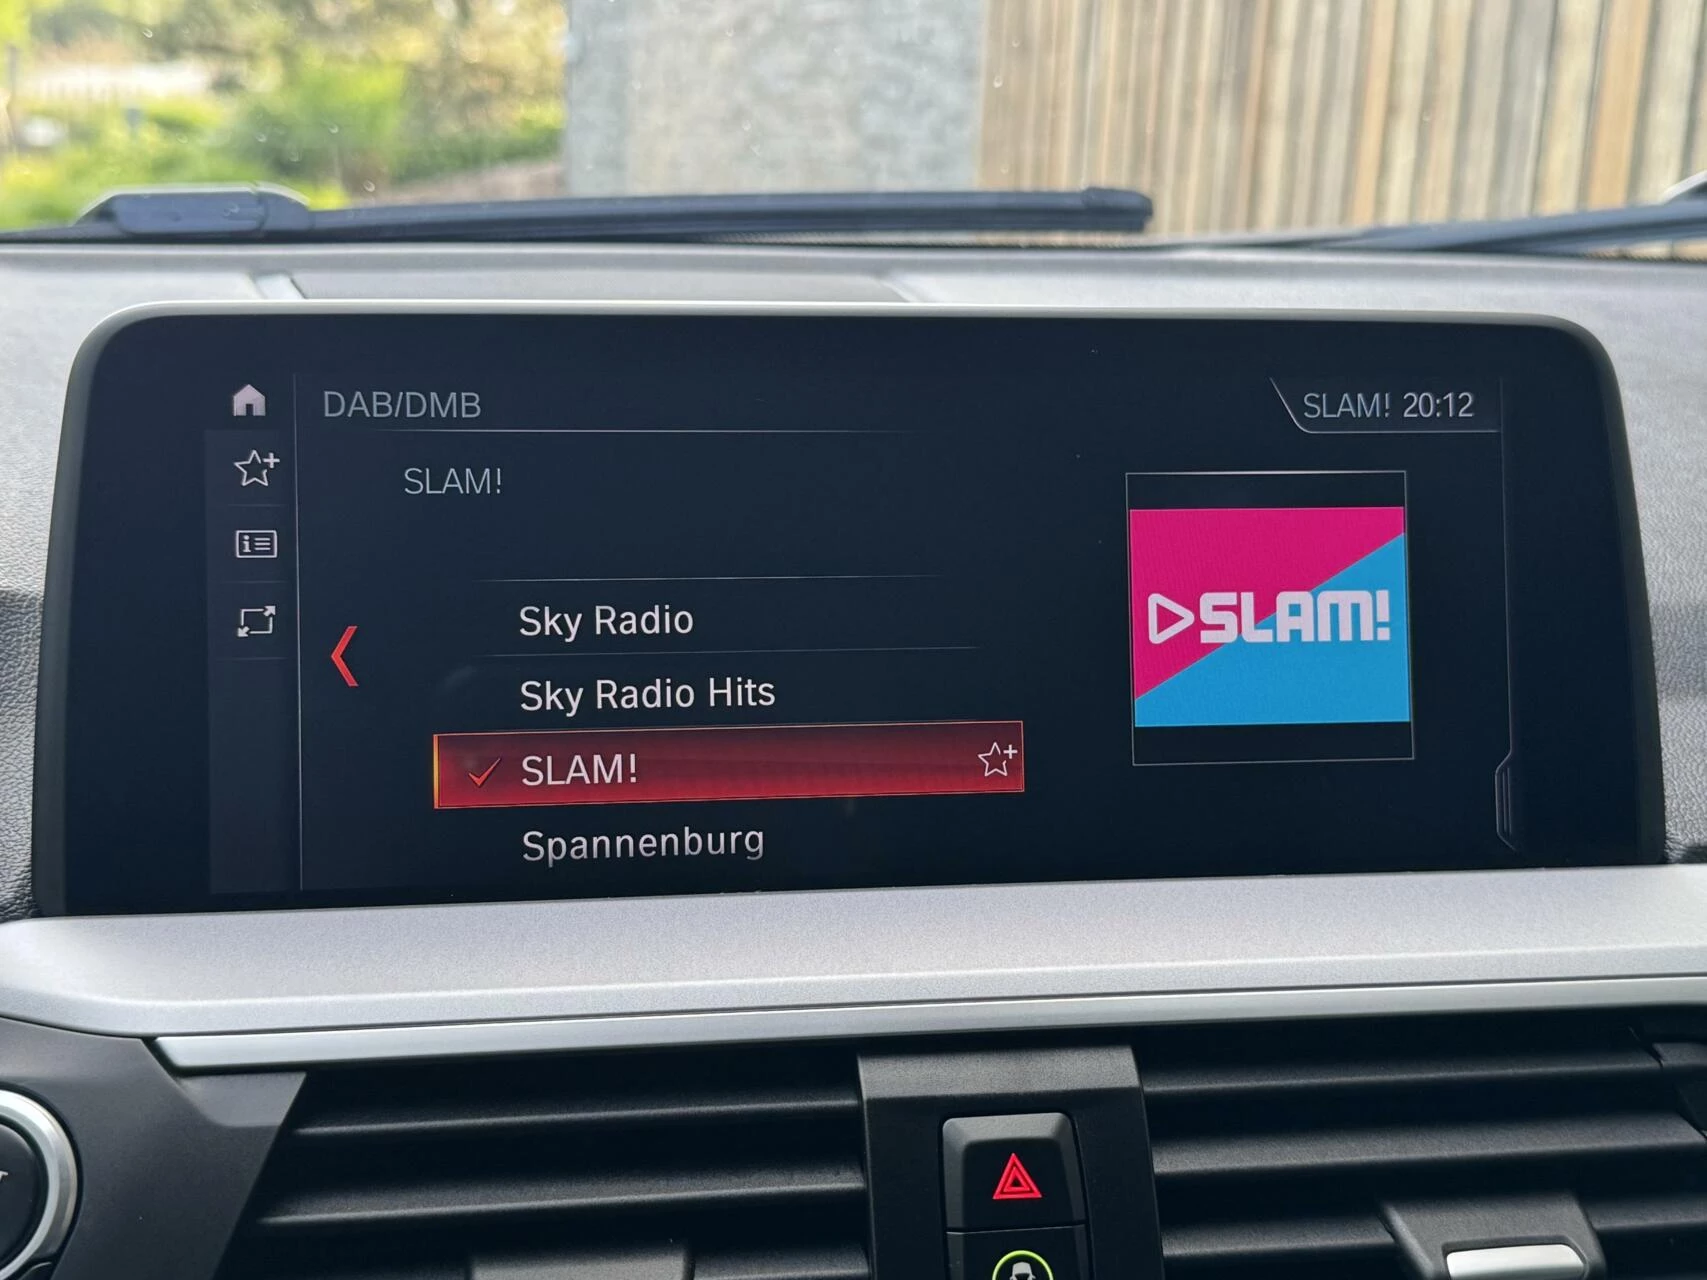 DAB/DMB
SLAM! 20:12
SLAM!
Sky Radio
Sky Radio Hits
SLAM!
Spannenburg
SLAM!